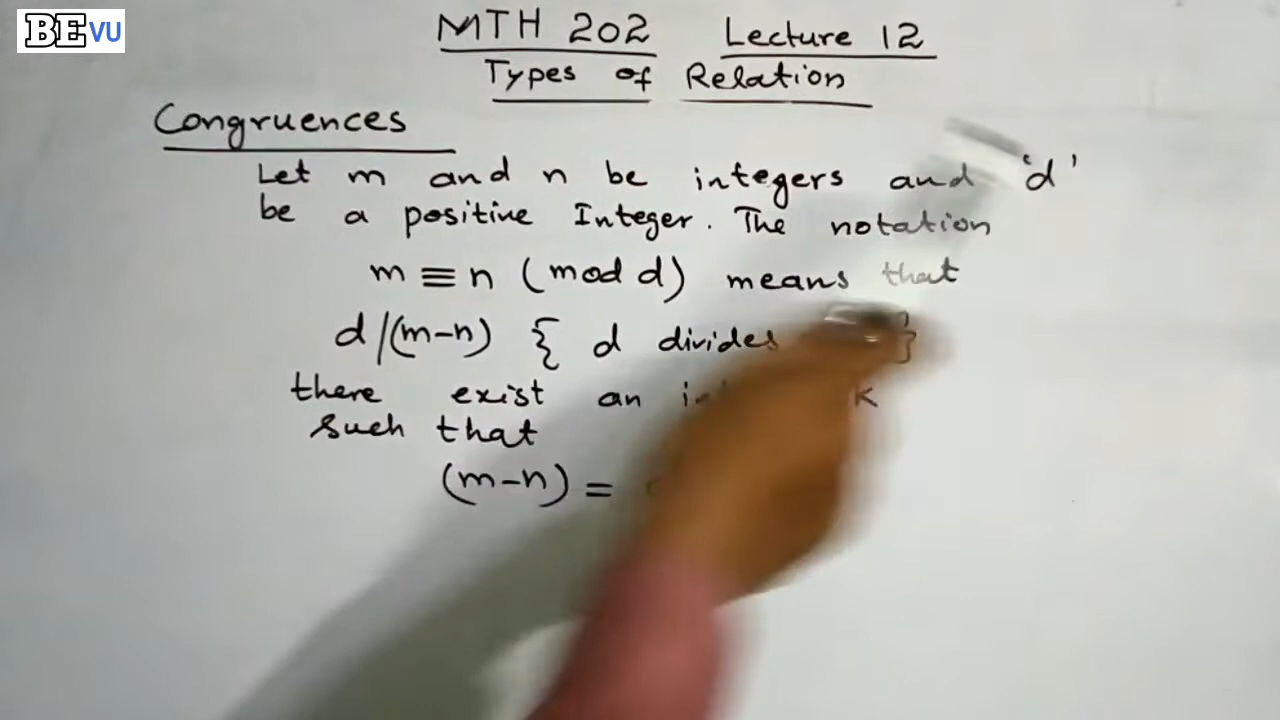 BEVU
MTH 202 Lecture 12
Types of Relation
Congruences
Let m and n be integers and 'd'
be a positive Integer. The notation
m ≡ n (mod d) means that
d/(m-n) { d divides }
there exist an K
such that
(m-n) =